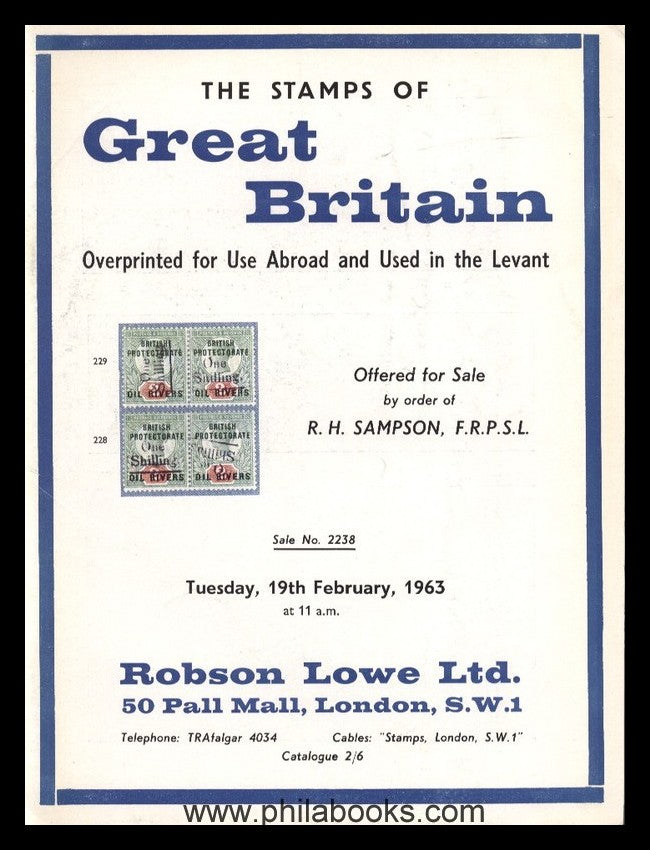 THE STAMPS OF
Great
Britain
Overprinted for Use Abroad and Used in the Levant
229
BRITISH
PROTECTORATE
OIL RIVERS
BRITISH
PROTECTORATE
One
Shilling.
OIL RIVERS
228
BRITISH
PROTECTORATE
One
Shilling.
OIL RIVERS
BRITISH
PROTECTORATE
OIL RIVERS
Offered for Sale
by order of
R. H. SAMPSON, F.R.P.S.L.
Sale No. 2238
Tuesday, 19th February, 1963
at 11 a.m.
Robson Lowe Ltd.
50 Pall Mall, London, S.W.1
Telephone: TRAfalgar 4034 Cables: "Stamps, London, S.W.1"
Catalogue 2/6
www.philabooks.com